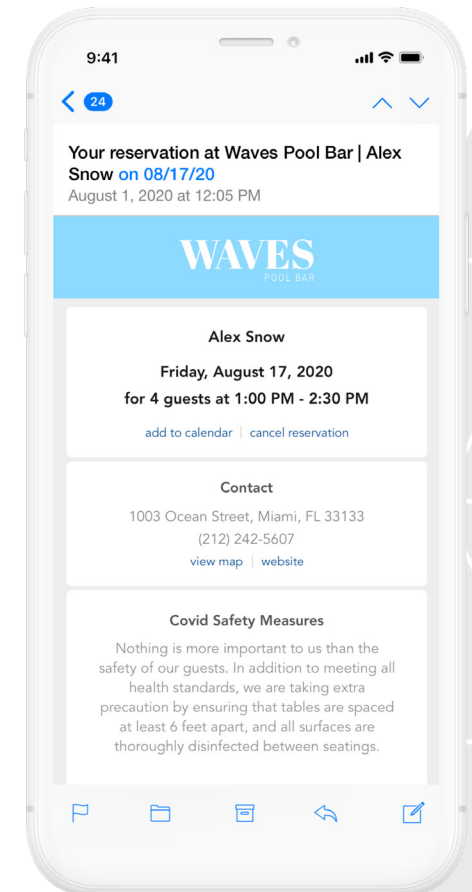 9:41
24
Your reservation at Waves Pool Bar | Alex
Snow on 08/17/20
August 1, 2020 at 12:05 PM
WAVES
POOL BAR
Alex Snow
Friday, August 17, 2020
for 4 guests at 1:00 PM - 2:30 PM
add to calendar | cancel reservation
Contact
1003 Ocean Street, Miami, FL 33133
(212) 242-5607
view map | website
Covid Safety Measures
Nothing is more important to us than the
safety of our guests. In addition to meeting all
health standards, we are taking extra
precaution by ensuring that tables are spaced
at least 6 feet apart, and all surfaces are
thoroughly disinfected between seatings.